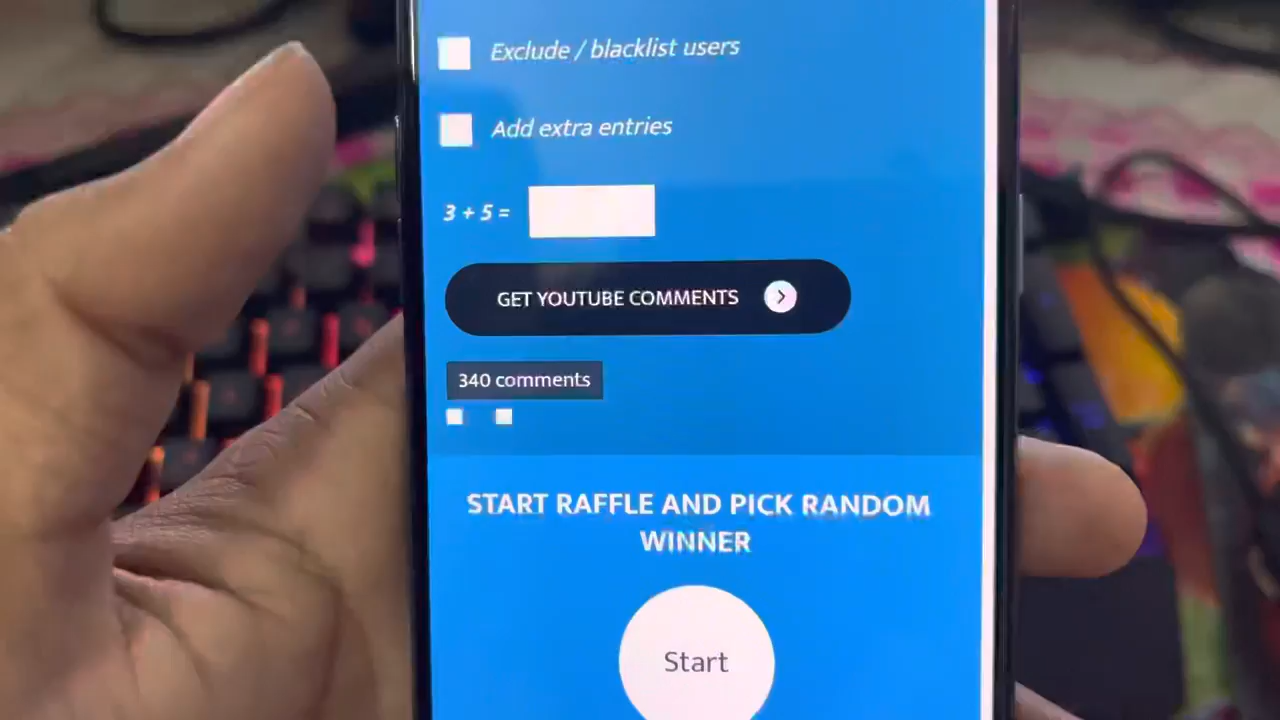 Exclude / blacklist users
Add extra entries
3 + 5 =
GET YOUTUBE COMMENTS
340 comments
START RAFFLE AND PICK RANDOM
WINNER
Start